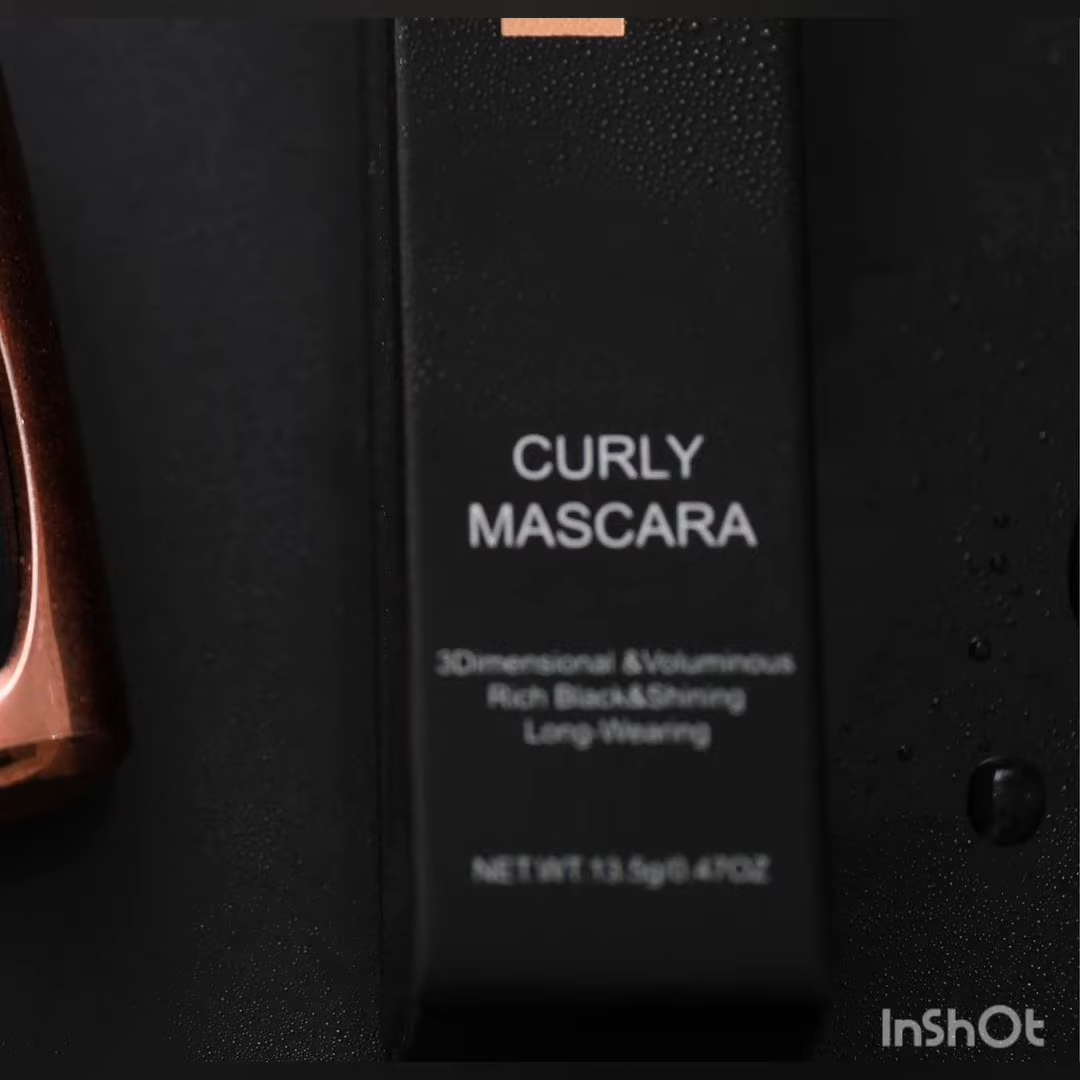 CURLY
MASCARA
3Dimensional &Voluminous
Rich Black&Shining
Long-Wearing
NET.WT.13.5g/0.47OZ
InShOt